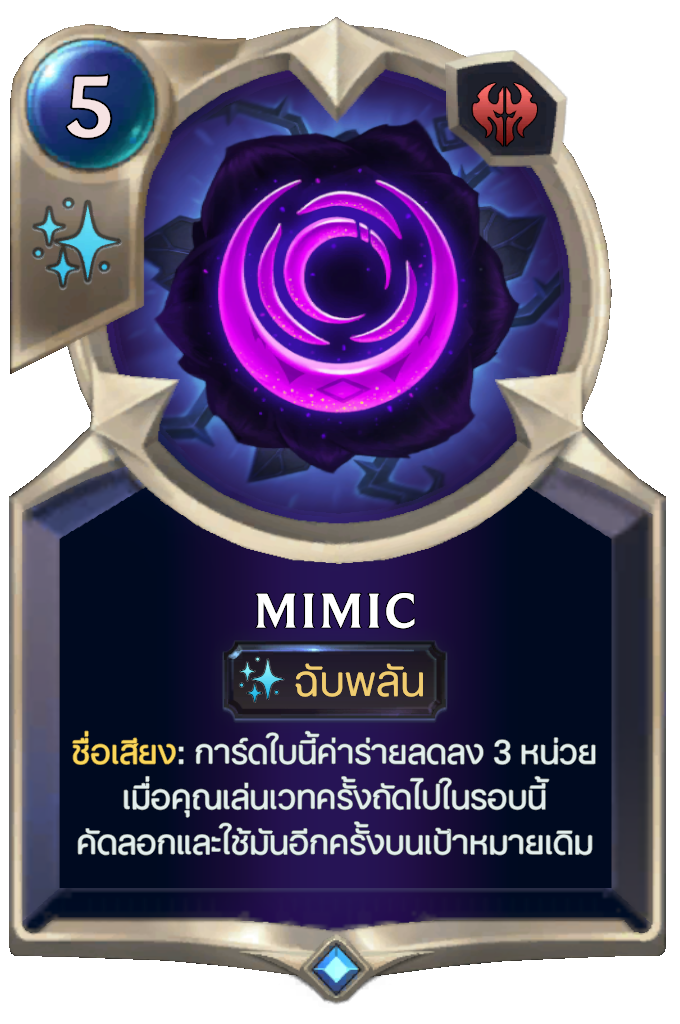 5
MIMIC
ฉับพลัน
ชื่อเสียง: การ์ดใบนี้ค่าร่ายลดลง 3 หน่วย
เมื่อคุณเล่นเวทครั้งถัดไปในรอบนี้
คัดลอกและใช้มันอีกครั้งบนเป้าหมายเดิม